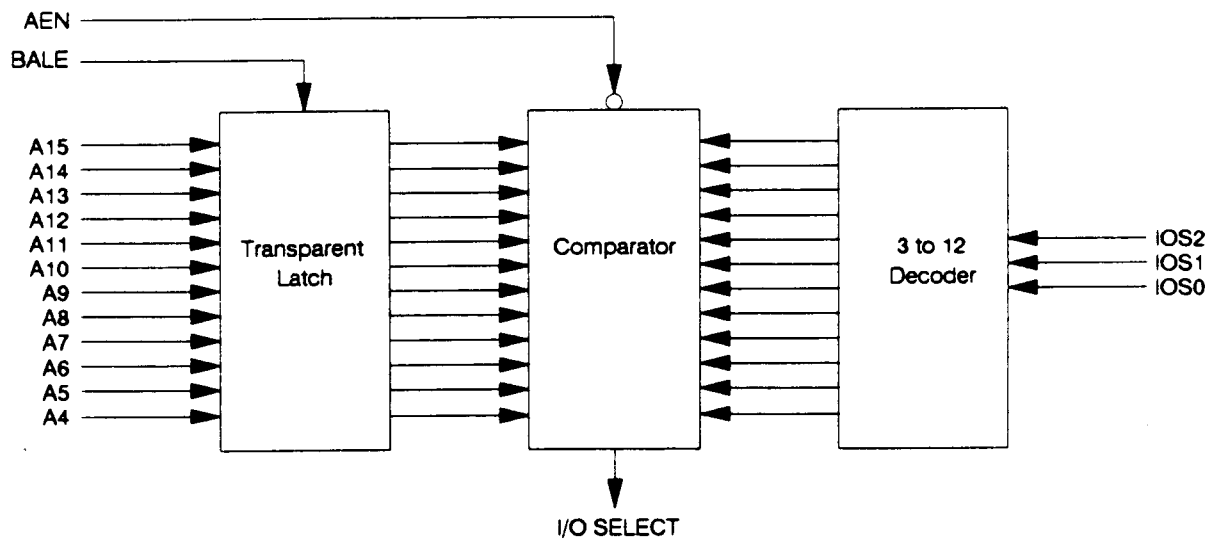 AEN
BALE
A15
A14
A13
A12
A11
A10
A9
A8
A7
A6
A5
A4
Transparent
Latch
Comparator
3 to 12
Decoder
IOS2
IOS1
IOS0
I/O SELECT